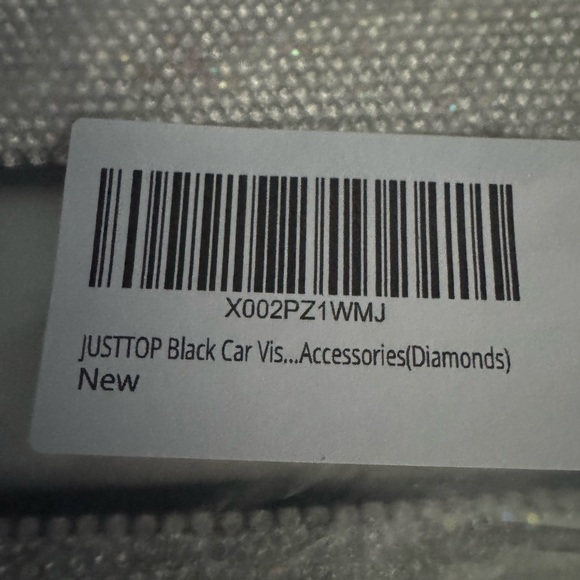 X002PZ1WMJ
JUSTTOP Black Car Vis...Accessories(Diamonds)
New